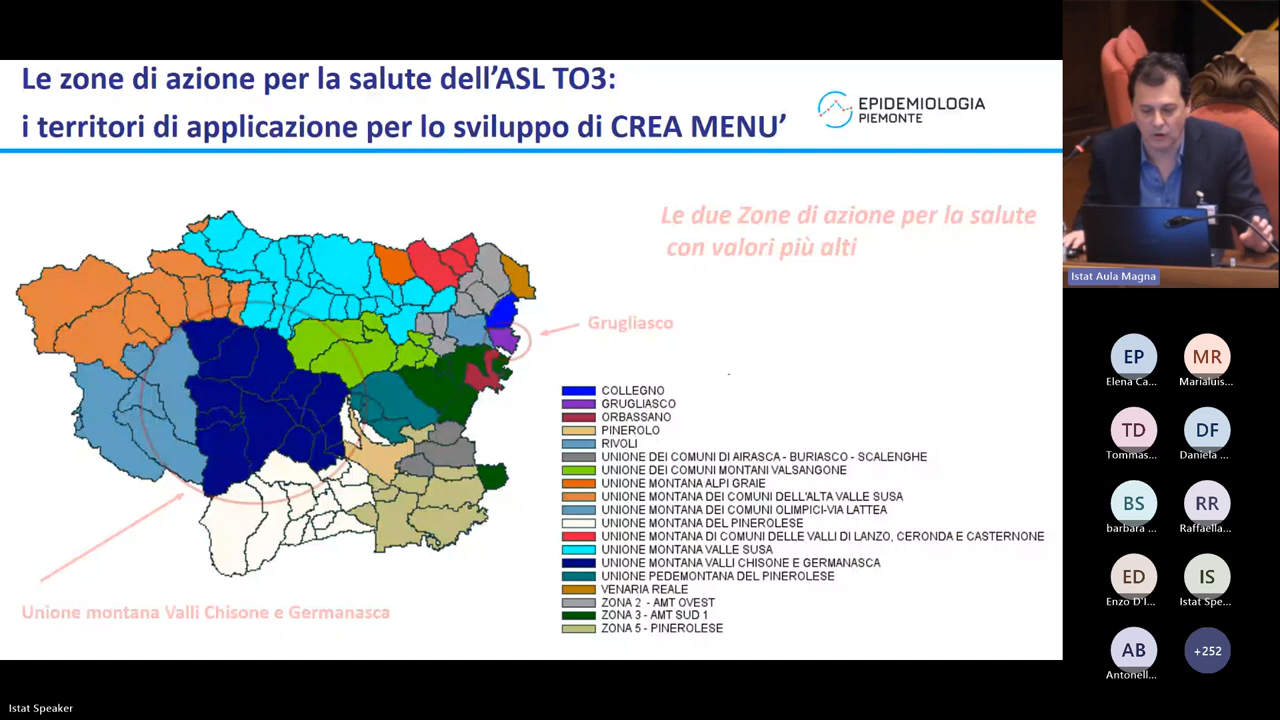 Le zone di azione per la salute dell'ASL TO3:
i territori di applicazione per lo sviluppo di CREA MENU'
EPIDEMIOLOGIA
PIEMONTE
Le due Zone di azione per la salute
con valori più alti
Grugliasco
Unione montana Valli Chisone e Germanasca
COLLEGNO
GRUGLIASCO
ORBASSANO
PINEROLO
RIVOLI
UNIONE DEI COMUNI DI AIRASCA - BURIASCO - SCALENGHE
UNIONE DEI COMUNI MONTANI VALSANGONE
UNIONE MONTANA ALPI GRAIE
UNIONE MONTANA DEI COMUNI DELL'ALTA VALLE SUSA
UNIONE MONTANA DEI COMUNI OLIMPICI-VIA LATTEA
UNIONE MONTANA DEL PINEROLESE
UNIONE MONTANA DI COMUNI DELLE VALLI DI LANZO, CERONDA E CASTERNONE
UNIONE MONTANA VALLE SUSA
UNIONE MONTANA VALLI CHISONE E GERMANASCA
UNIONE PEDEMONTANA DEL PINEROLESE
VENARIA REALE
ZONA 2 - AMT OVEST
ZONA 3 - AMT SUD 1
ZONA 5 - PINEROLESE
Istat Aula Magna
EP
Elena Ca...
MR
Marialuis...
TD
Tommas...
DF
Daniela ...
BS
barbara ...
RR
Raffaella...
ED
Enzo D'I...
IS
Istat Spe...
AB
Antonell...
+252
Istat Speaker